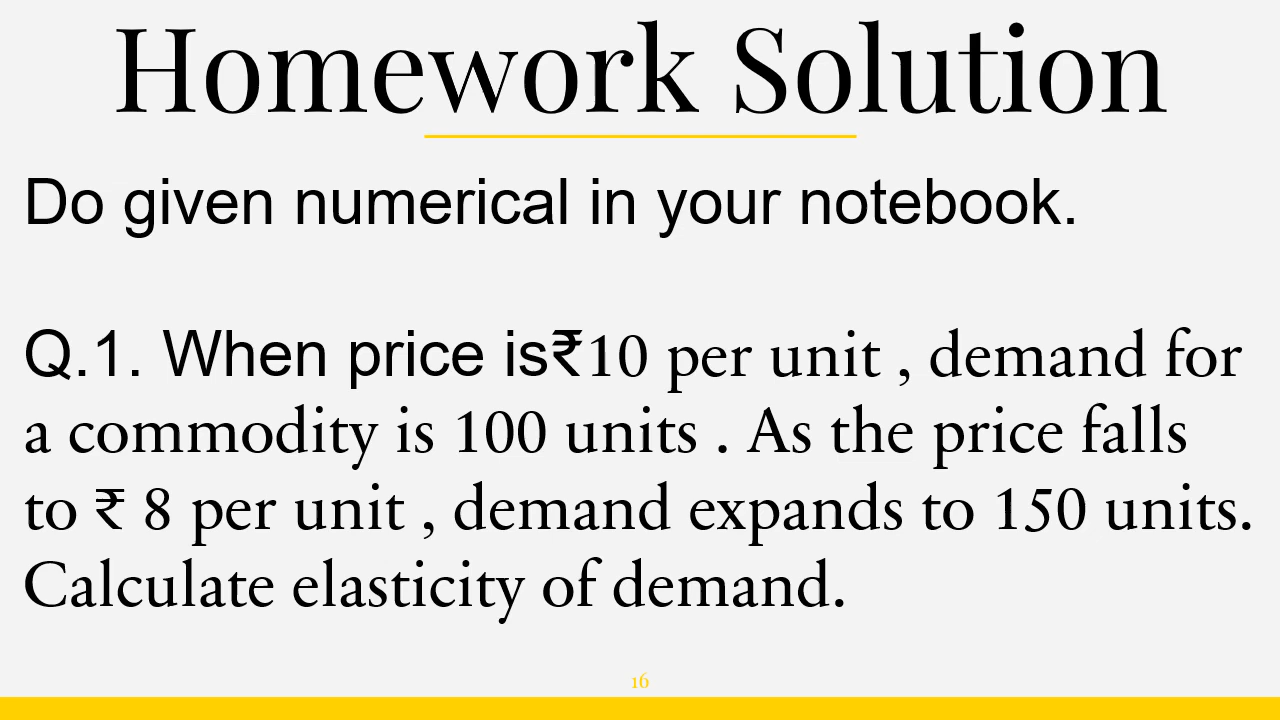 Homework Solution
Do given numerical in your notebook.
Q.1. When price is₹10 per unit , demand for
a commodity is 100 units . As the price falls
to ₹ 8 per unit , demand expands to 150 units.
Calculate elasticity of demand.
16